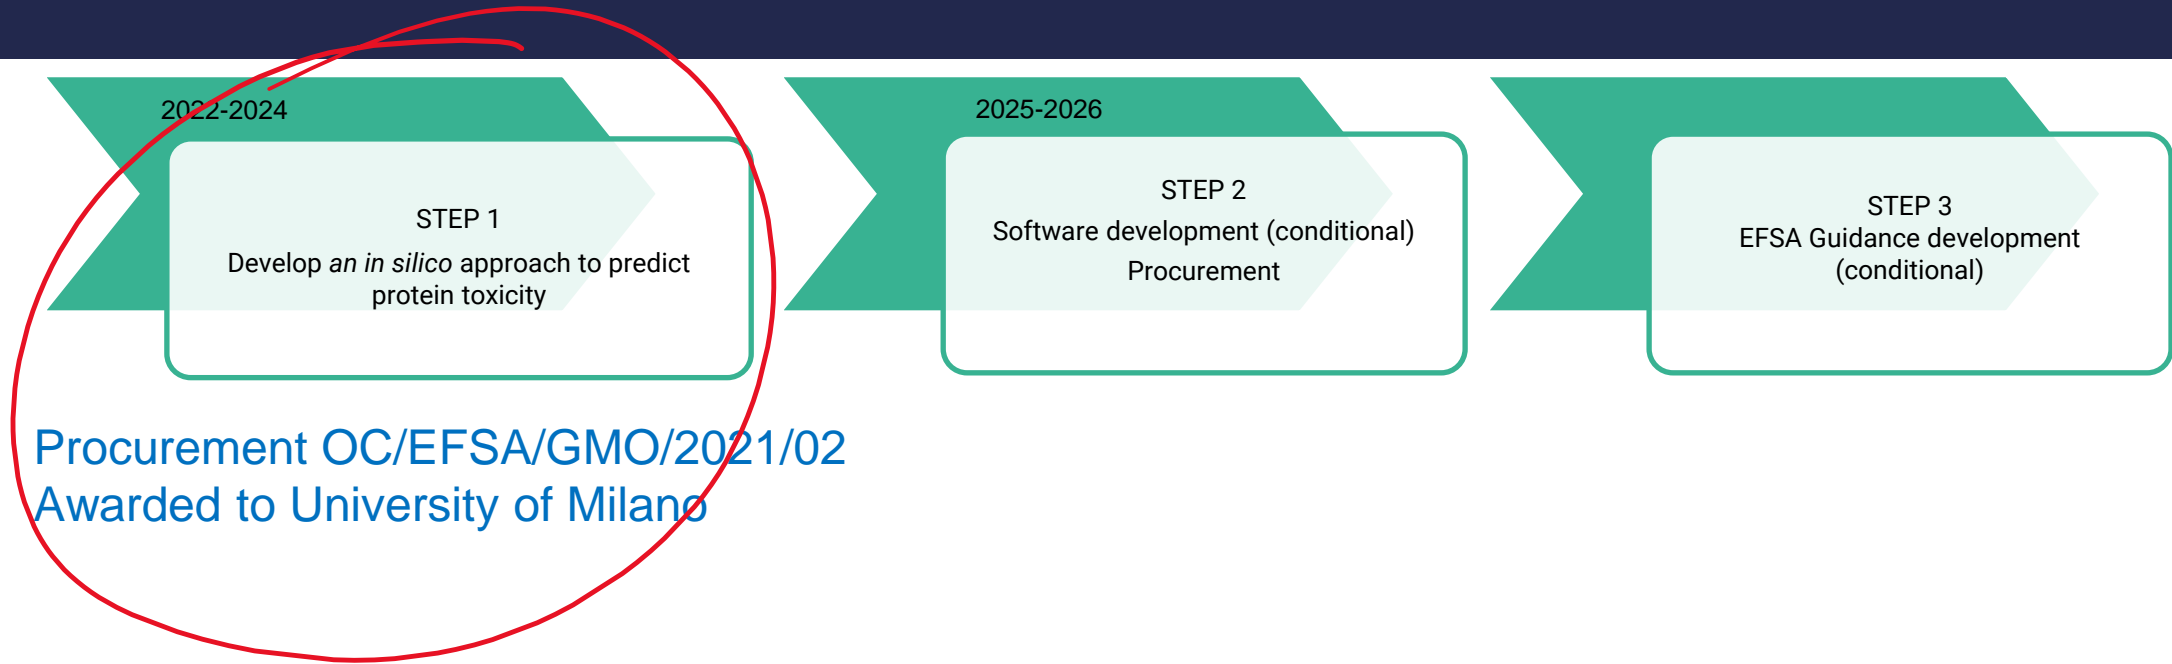 2022-2024
STEP 1
Develop an in silico approach to predict
protein toxicity
2025-2026
STEP 2
Software development (conditional)
Procurement
STEP 3
EFSA Guidance development
(conditional)
Procurement OC/EFSA/GMO/2021/02
Awarded to University of Milano